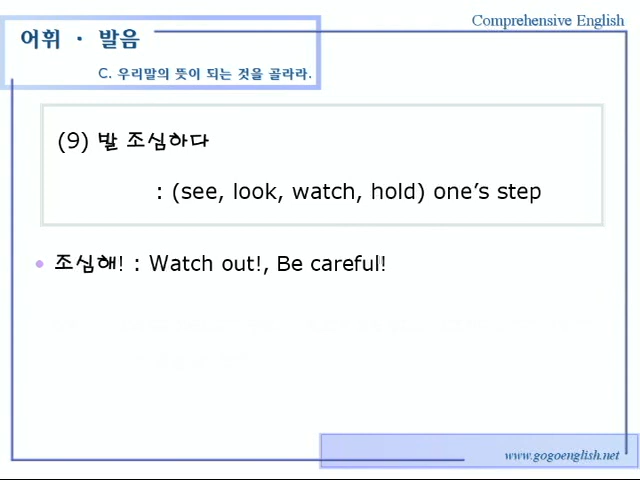 Comprehensive English
어휘 · 발음
C. 우리말의 뜻이 되는 것을 골라라.
(9) 발 조심하다
: (see, look, watch, hold) one's step
• 조심해! : Watch out!, Be careful!
www.gogoenglish.net